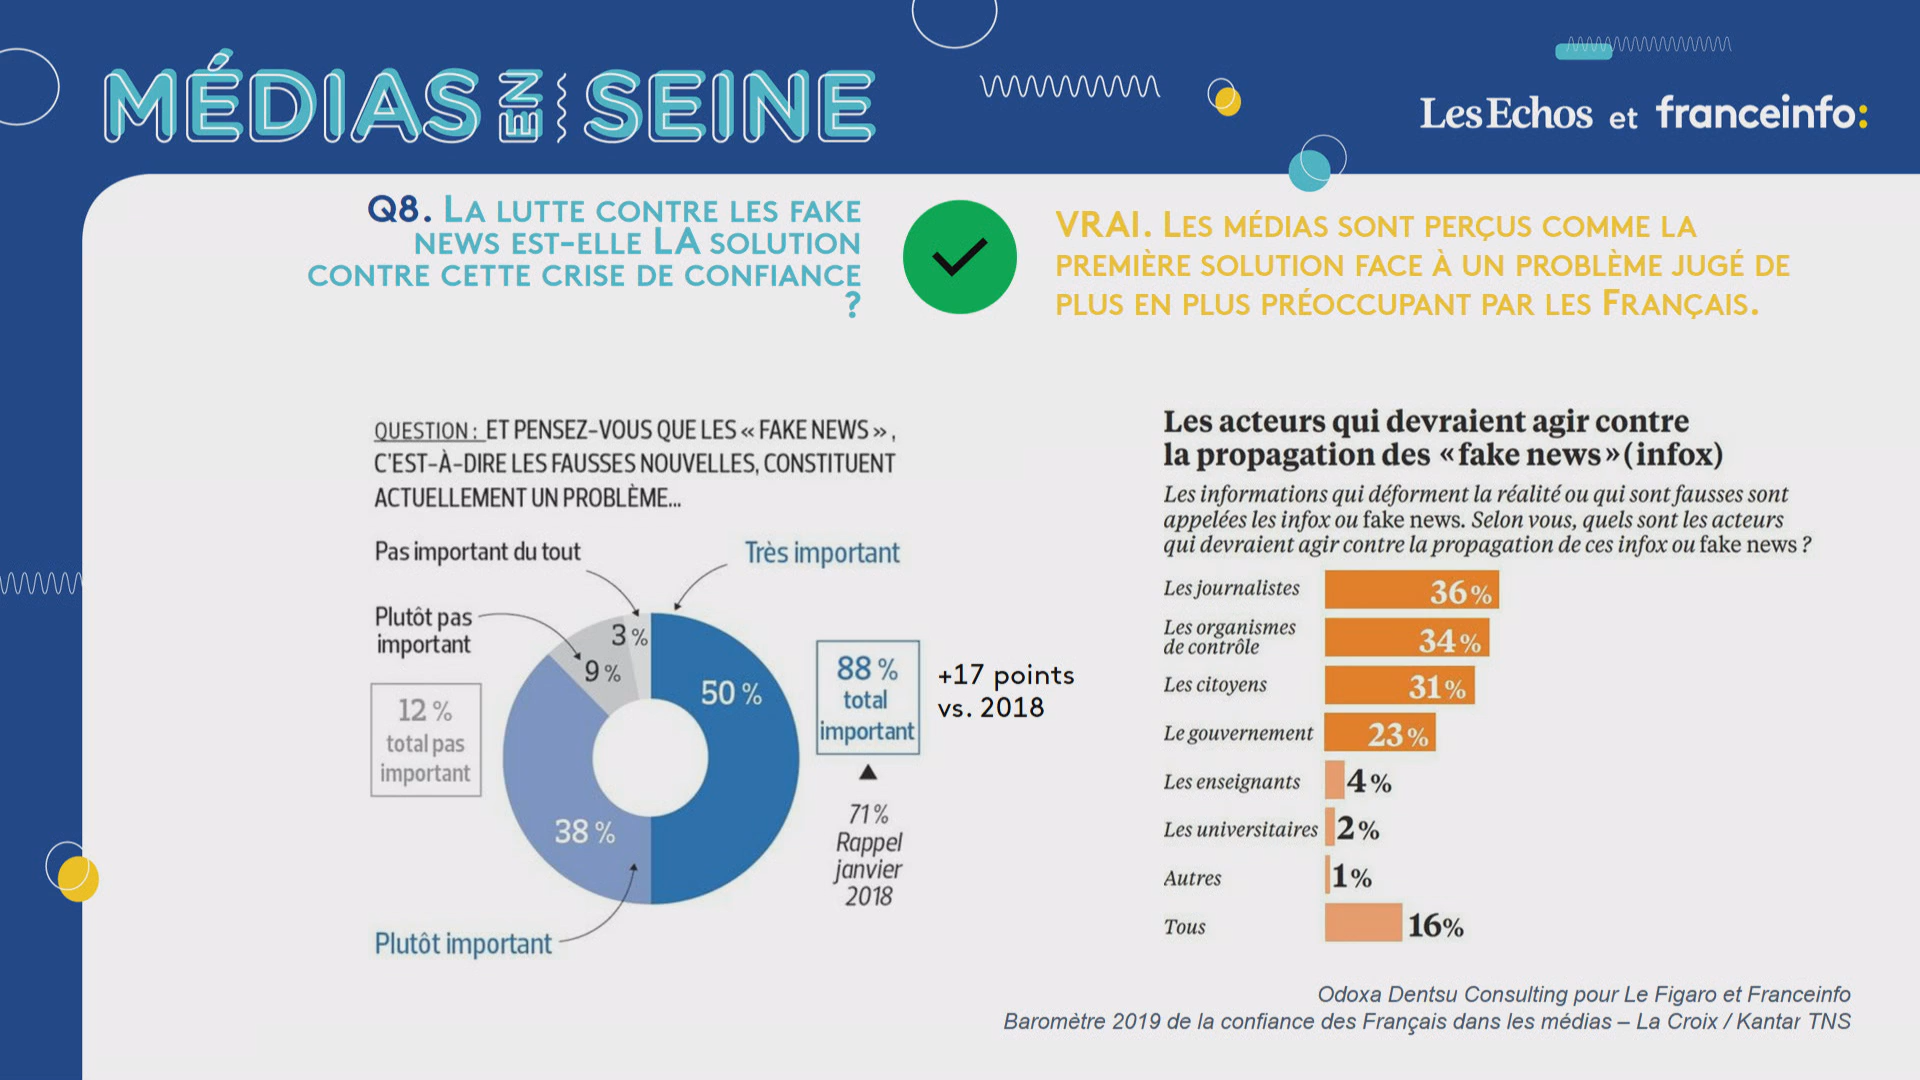 MÉDIAS EN SEINE
LesEchos et franceinfo:
Q8. LA LUTTE CONTRE LES FAKE
NEWS EST-ELLE LA SOLUTION
CONTRE CETTE CRISE DE CONFIANCE
?
VRAI. LES MÉDIAS SONT PERÇUS COMME LA
PREMIÈRE SOLUTION FACE À UN PROBLÈME JUGÉ DE
PLUS EN PLUS PRÉOCCUPANT PAR LES FRANÇAIS.
QUESTION : ET PENSEZ-VOUS QUE LES « FAKE NEWS » ,
C'EST-À-DIRE LES FAUSSES NOUVELLES, CONSTITUENT
ACTUELLEMENT UN PROBLÈME...
Pas important du tout
Très important
Plutôt pas
important
3 %
9 %
50 %
38 %
12 %
total pas
important
88 %
total
important
+17 points
vs. 2018
71 %
Rappel
janvier
2018
Plutôt important
Les acteurs qui devraient agir contre
la propagation des « fake news » (infox)
Les informations qui déforment la réalité ou qui sont fausses sont
appelées les infox ou fake news. Selon vous, quels sont les acteurs
qui devraient agir contre la propagation de ces infox ou fake news ?
Les journalistes 36 %
Les organismes
de contrôle 34 %
Les citoyens 31 %
Le gouvernement 23 %
Les enseignants 4 %
Les universitaires 2 %
Autres 1 %
Tous 16 %
Odoxa Dentsu Consulting pour Le Figaro et Franceinfo
Baromètre 2019 de la confiance des Français dans les médias – La Croix / Kantar TNS